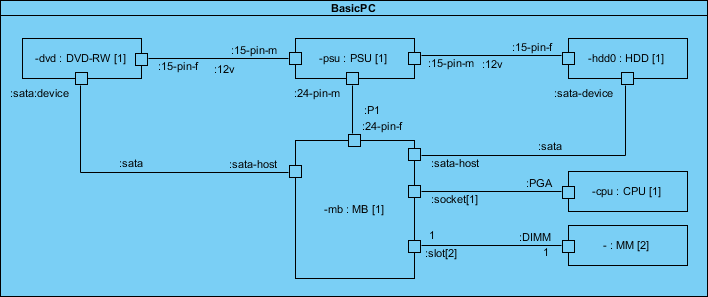 BasicPC
-dvd : DVD-RW [1]
:15-pin-m
-psu : PSU [1]
:15-pin-f
-hdd0 : HDD [1]
:15-pin-f
:12v
:15-pin-m
:12v
:sata:device
:24-pin-m
:sata-device
:P1
:24-pin-f
:sata
:sata-host
:sata
:sata-host
-mb : MB [1]
:PGA
:socket[1]
-cpu : CPU [1]
1
:DIMM
- : MM [2]
:slot[2]
1